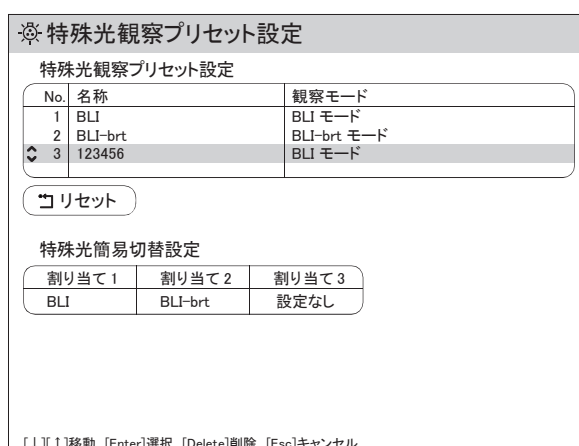 特殊光観察プリセット設定
特殊光観察プリセット設定
No. 名称 観察モード
1 BLI BLI モード
2 BLI-brt BLI-brt モード
3 123456 BLI モード
リセット
特殊光簡易切替設定
割り当て 1 割り当て 2 割り当て 3
BLI BLI-brt 設定なし
[↓][↑]移動 [Enter]選択 [Delete]削除 [Esc]キャンセル